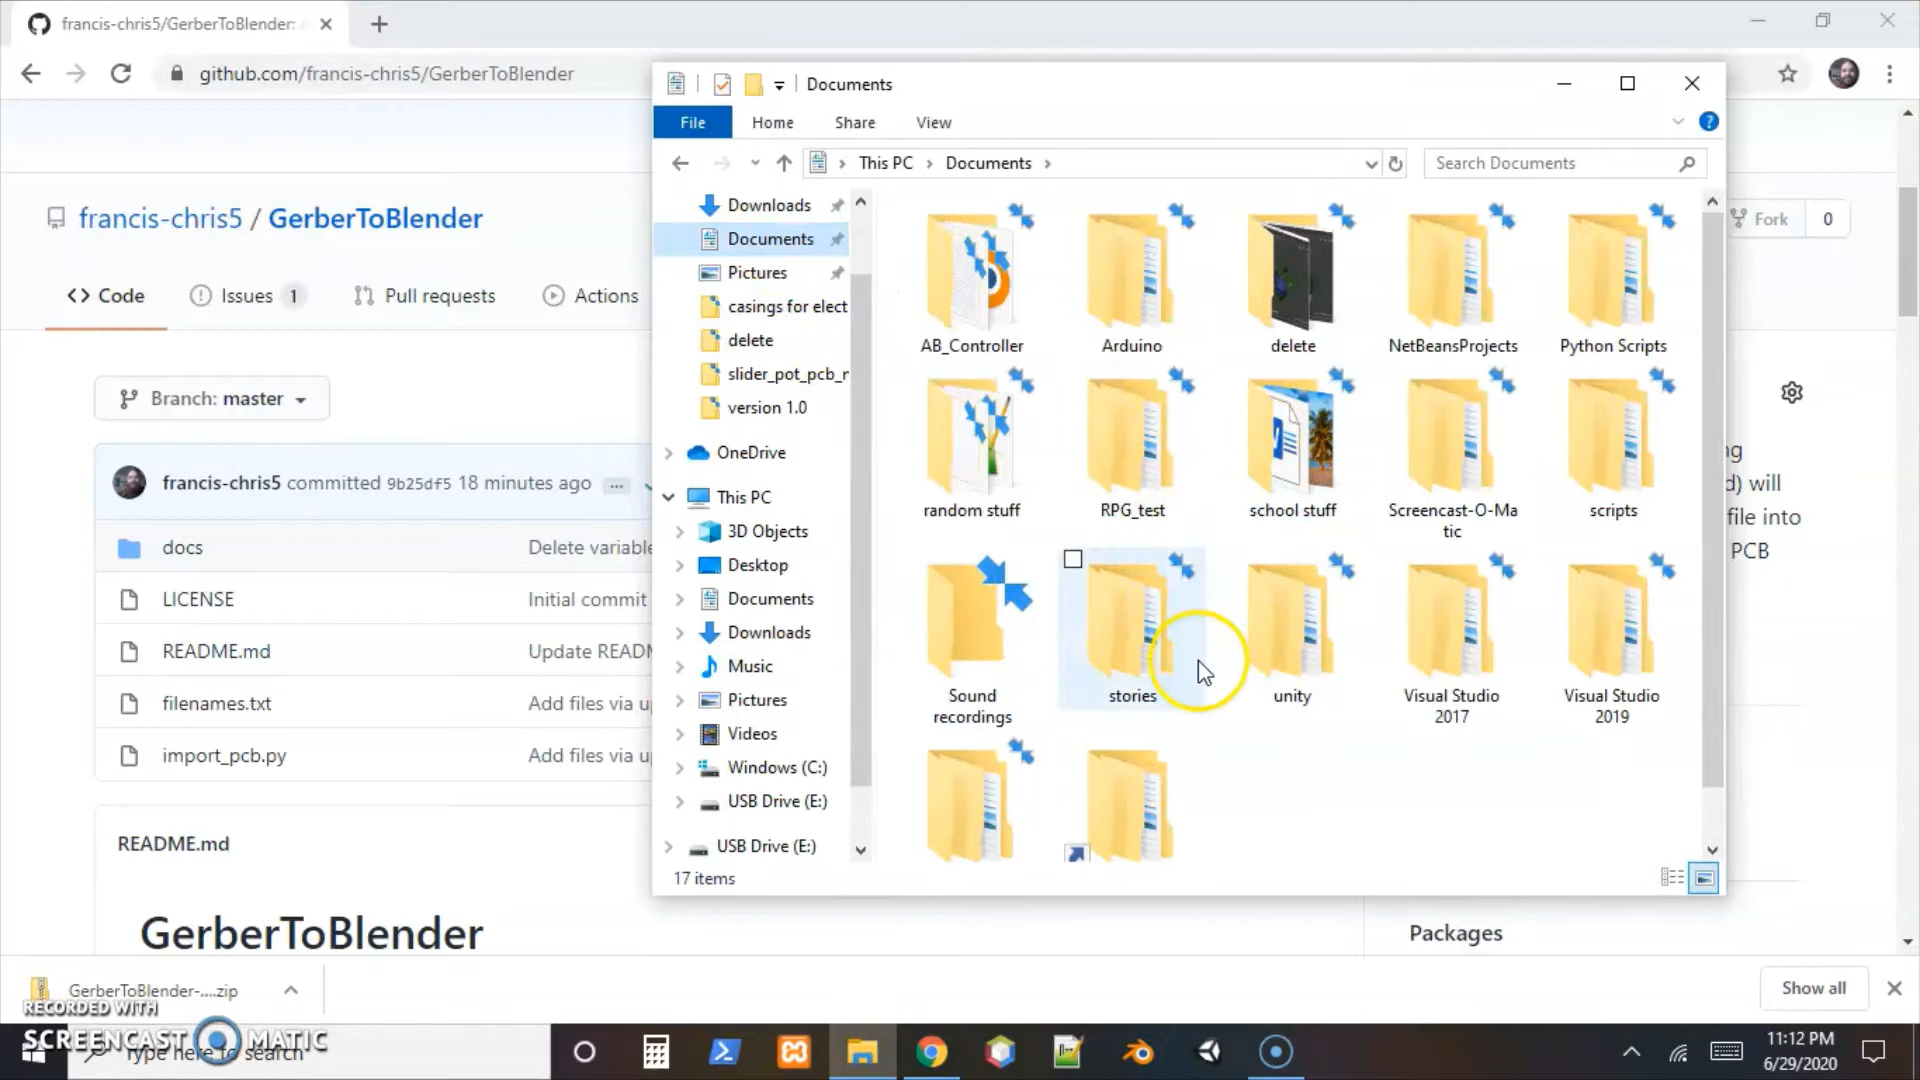 francis-chris5/GerberToBlender:
github.com/francis-chris5/GerberToBlender
Documents
File
Home
Share
View
This PC
Documents
Search Documents
francis-chris5 / GerberToBlender
Fork
0
Code
Issues 1
Pull requests
Actions
Branch: master
francis-chris5 committed 9b25df5 18 minutes ago
docs
Delete variable
LICENSE
Initial commit
README.md
Update READ
filenames.txt
Add files via
import_pcb.py
Add files via
README.md
GerberToBlender
Downloads
Documents
Pictures
casings for elect
delete
slider_pot_pcb_r
version 1.0
OneDrive
This PC
3D Objects
Desktop
Documents
Downloads
Music
Pictures
Videos
Windows (C:)
USB Drive (E:)
USB Drive (E:)
AB_Controller
Arduino
delete
NetBeansProjects
Python Scripts
random stuff
RPG_test
school stuff
Screencast-O-Ma
tic
scripts
Sound
recordings
stories
unity
Visual Studio
2017
Visual Studio
2019
17 items
d) will
file into
PCB
Packages
GerberToBlender-....zip
Show all
RECORDED WITH
SCREENCAST MATIC
Type here to search
11:12 PM
6/29/2020